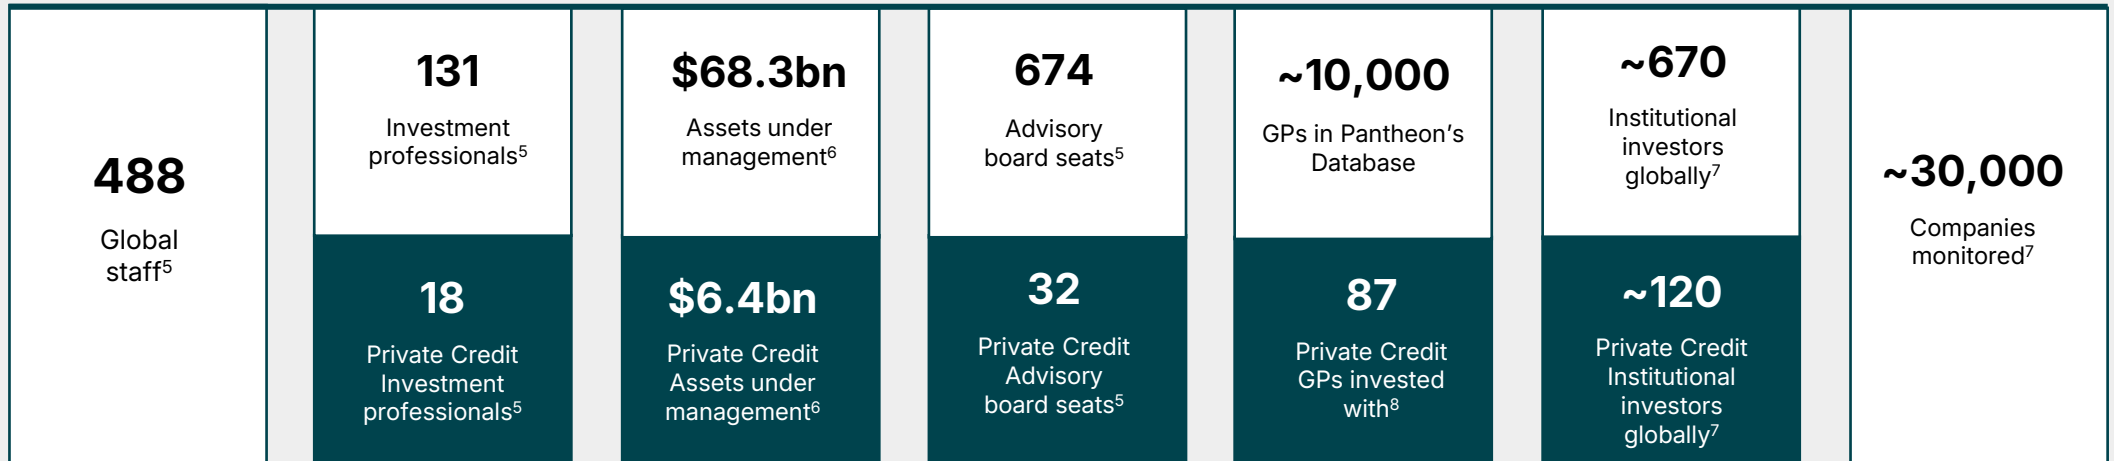 488
Global
staff⁵
131
Investment
professionals⁵
18
Private Credit
Investment
professionals⁵
$68.3bn
Assets under
management⁶
$6.4bn
Private Credit
Assets under
management⁶
674
Advisory
board seats⁵
32
Private Credit
Advisory
board seats⁵
~10,000
GPs in Pantheon’s
Database
87
Private Credit
GPs invested
with⁸
~670
Institutional
investors
globally⁷
~120
Private Credit
Institutional
investors
globally⁷
~30,000
Companies
monitored⁷